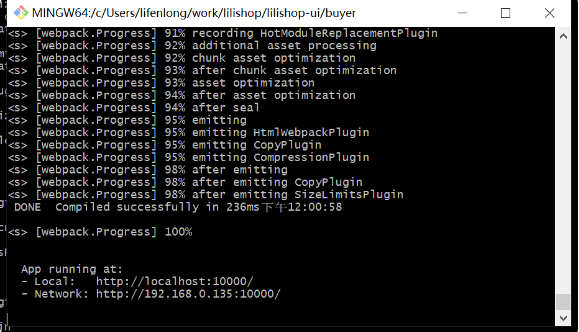 MINGW64:/c/Users/lifenlong/work/lilishop/lilishop-ui/buyer
<s> [webpack.Progress] 91% recording HotModuleReplacementPlugin
<s> [webpack.Progress] 92% additional asset processing
<s> [webpack.Progress] 92% chunk asset optimization
<s> [webpack.Progress] 93% after chunk asset optimization
<s> [webpack.Progress] 93% asset optimization
<s> [webpack.Progress] 94% after asset optimization
<s> [webpack.Progress] 94% after seal
<s> [webpack.Progress] 95% emitting
<s> [webpack.Progress] 95% emitting HtmlWebpackPlugin
<s> [webpack.Progress] 95% emitting CopyPlugin
<s> [webpack.Progress] 95% emitting CompressionPlugin
<s> [webpack.Progress] 98% after emitting
<s> [webpack.Progress] 98% after emitting CopyPlugin
<s> [webpack.Progress] 98% after emitting SizeLimitsPlugin
DONE  Compiled successfully in 236ms下午12:00:58
<s> [webpack.Progress] 100%
App running at:
- Local:   http://localhost:10000/
- Network: http://192.168.0.135:10000/